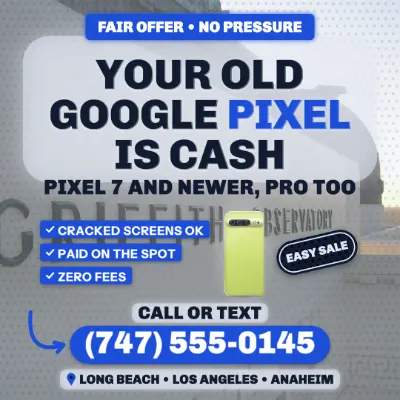 FAIR OFFER • NO PRESSURE
YOUR OLD
GOOGLE PIXEL
IS CASH
PIXEL 7 AND NEWER, PRO TOO
GRIFFITH OBSERVATORY
CRACKED SCREENS OK
PAID ON THE SPOT
ZERO FEES
EASY SALE
CALL OR TEXT
(747) 555-0145
LONG BEACH • LOS ANGELES • ANAHEIM